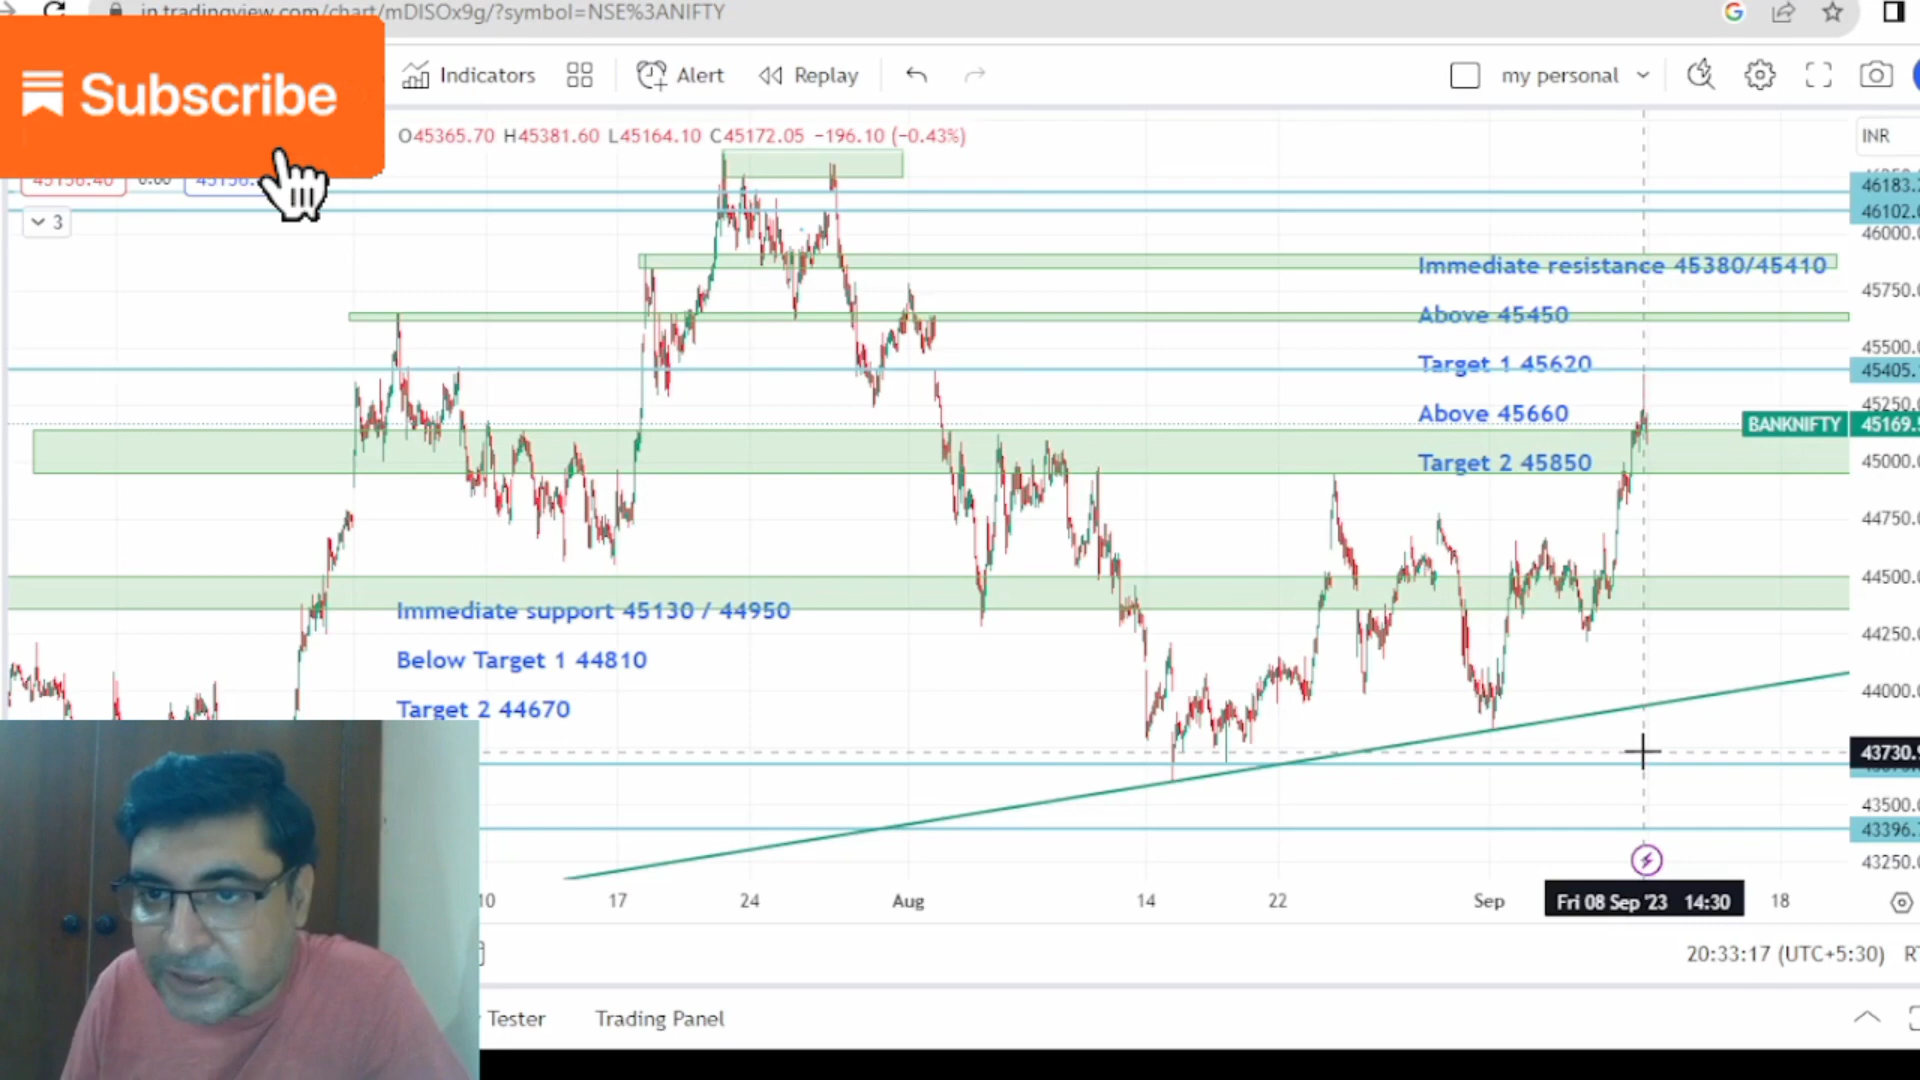 in.tradingview.com/chart/mDISOx9g/?symbol=NSE%3ANIFTY
Subscribe
Indicators
Alert
Replay
my personal
O45365.70 H45381.60 L45164.10 C45172.05 −196.10 (−0.43%)
INR
0.00
3
46183.
46102.
46000.
Immediate resistance 45380/45410
45750.
Above 45450
45500.
Target 1 45620
45405.
45250.
Above 45660
BANKNIFTY
45169.
Target 2 45850
45000.
44750.
44500.
Immediate support 45130 / 44950
44250.
Below Target 1 44810
44000.
Target 2 44670
43730.
43500.
43396.
43250.
10
17
24
Aug
14
22
Sep
Fri 08 Sep '23 14:30
18
20:33:17 (UTC+5:30)
Tester
Trading Panel